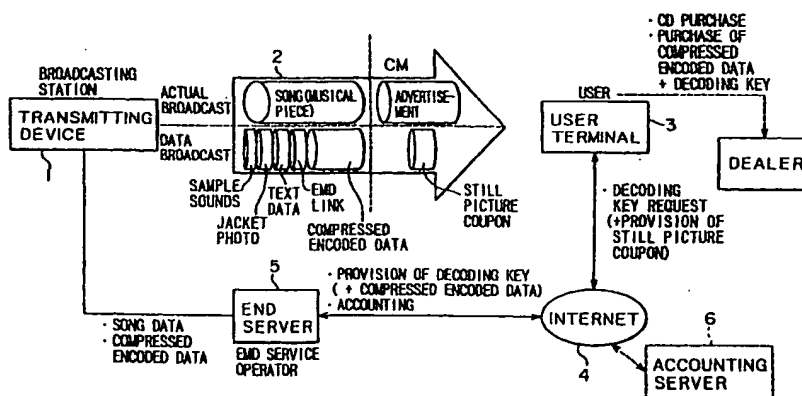 BROADCASTING
STATION
TRANSMITTING
DEVICE
1
ACTUAL
BROADCAST
DATA
BROADCAST
2
CM
SONG(MUSICAL
PIECE)
ADVERTISE-
MENT
SAMPLE
SOUNDS
JACKET
PHOTO
TEXT
DATA
EMD
LINK
COMPRESSED
ENCODED DATA
STILL
PICTURE
COUPON
· CD PURCHASE
· PURCHASE OF
COMPRESSED
ENCODED DATA
+ DECODING KEY
USER
USER
TERMINAL
3
DEALER
· DECODING
KEY REQUEST
(+PROVISION OF
STILL PICTURE
COUPON)
5
END
SERVER
EMD SERVICE
OPERATOR
· PROVISION OF DECODING KEY
( + COMPRESSED ENCODED DATA)
· ACCOUNTING
· SONG DATA
· COMPRESSED
ENCODED DATA
INTERNET
4
6
ACCOUNTING
SERVER